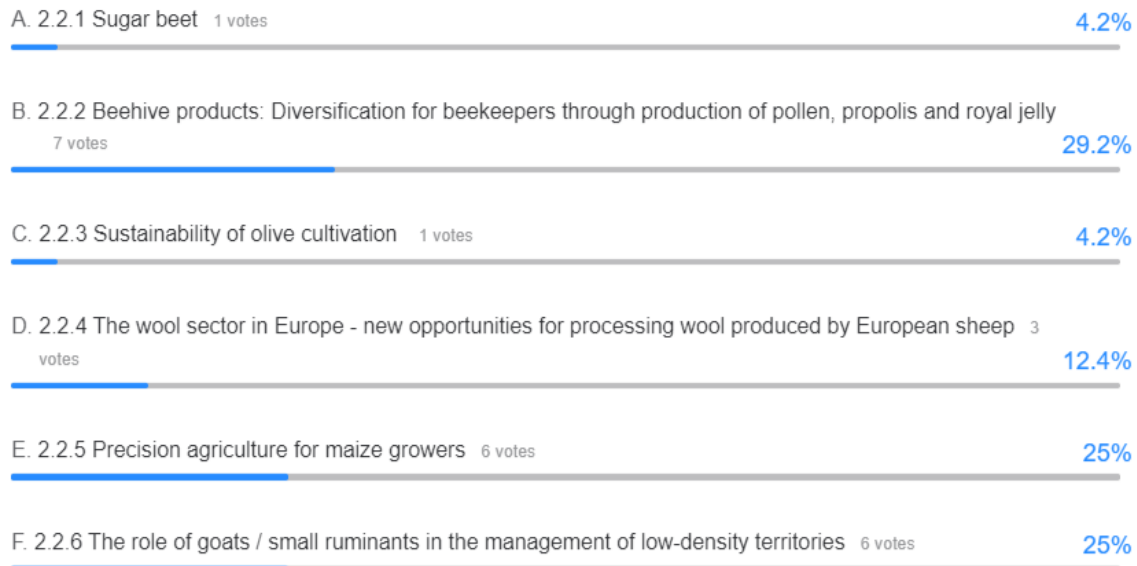 A. 2.2.1 Sugar beet 1 votes 4.2%
B. 2.2.2 Beehive products: Diversification for beekeepers through production of pollen, propolis and royal jelly
7 votes 29.2%
C. 2.2.3 Sustainability of olive cultivation 1 votes 4.2%
D. 2.2.4 The wool sector in Europe - new opportunities for processing wool produced by European sheep 3
votes 12.4%
E. 2.2.5 Precision agriculture for maize growers 6 votes 25%
F. 2.2.6 The role of goats / small ruminants in the management of low-density territories 6 votes 25%